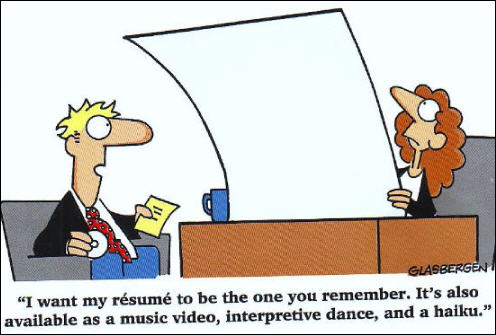 GLASBERGEN
“I want my résumé to be the one you remember. It’s also
available as a music video, interpretive dance, and a haiku.”